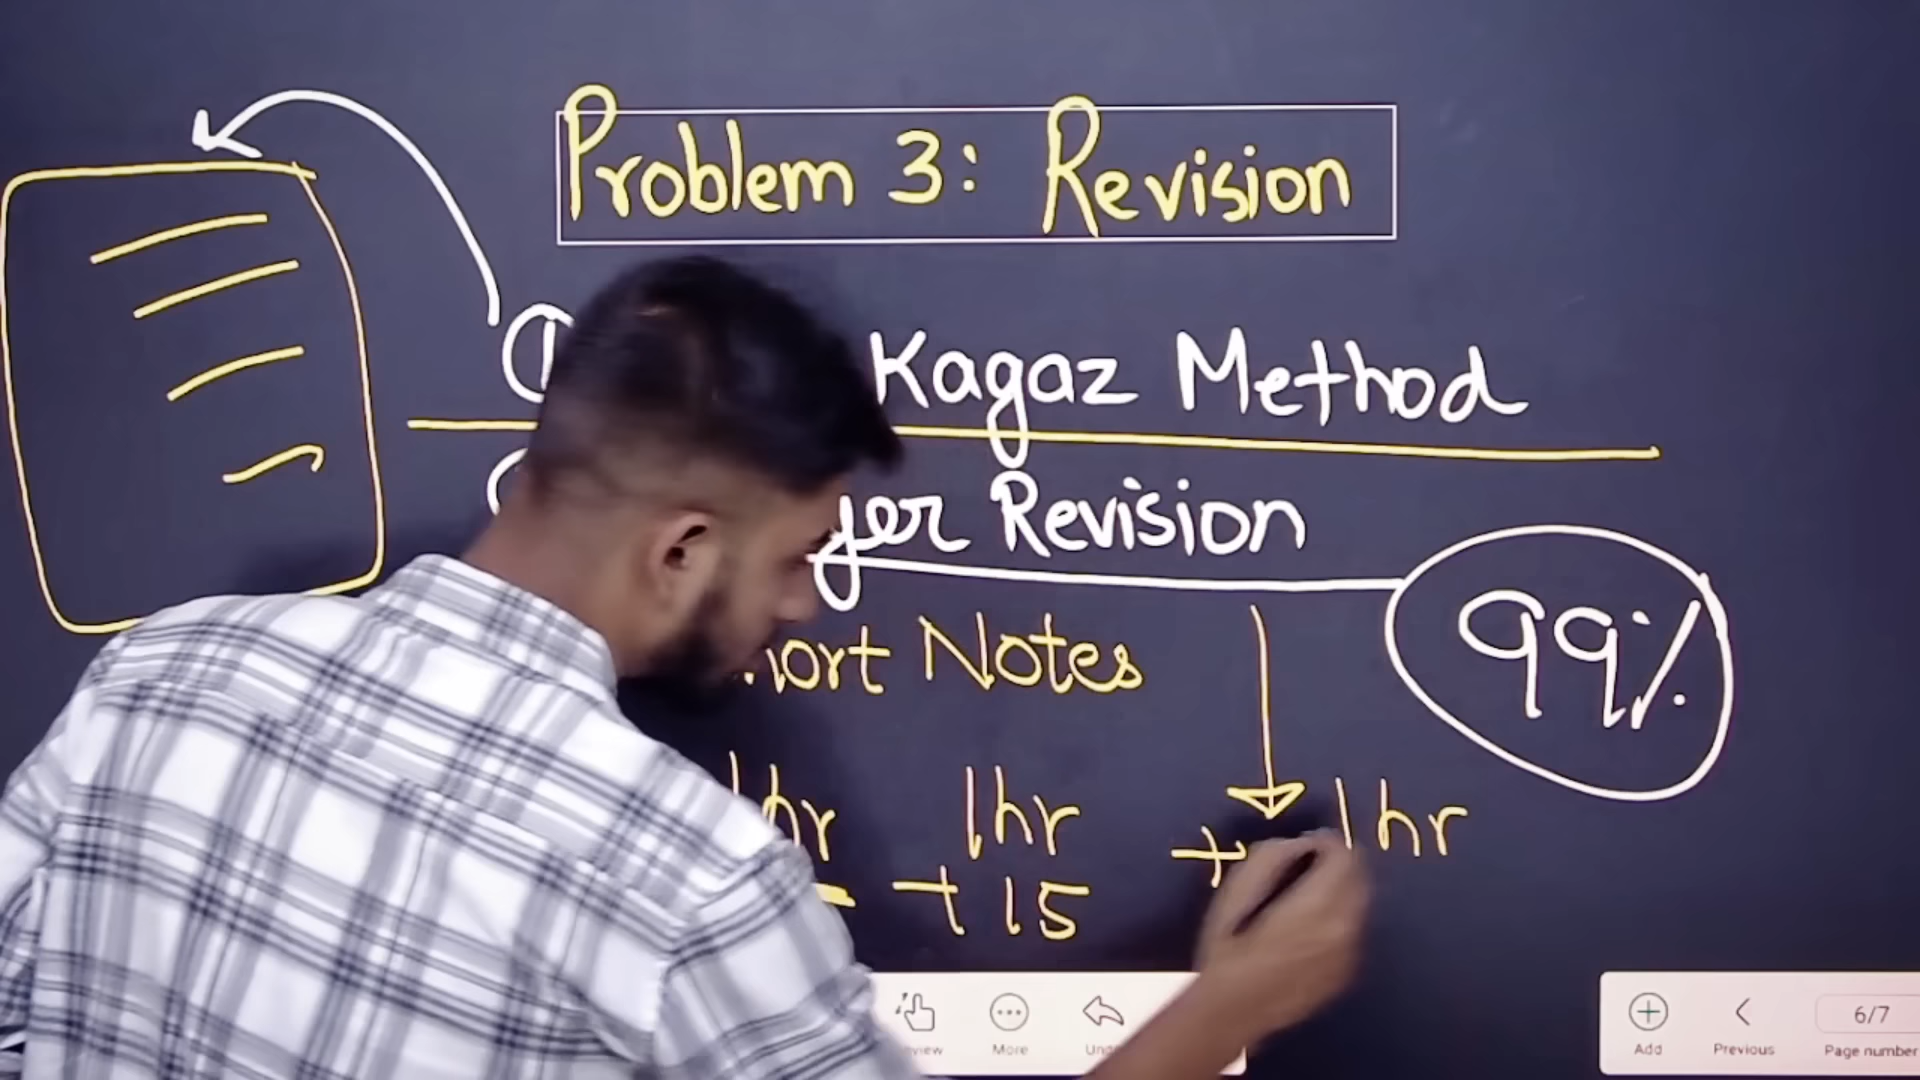 Problem 3: Revision
Kagaz Method
Revision
99%
Notes
1hr 1hr
+ 15 +
More
Add Previous 6/7
Page number